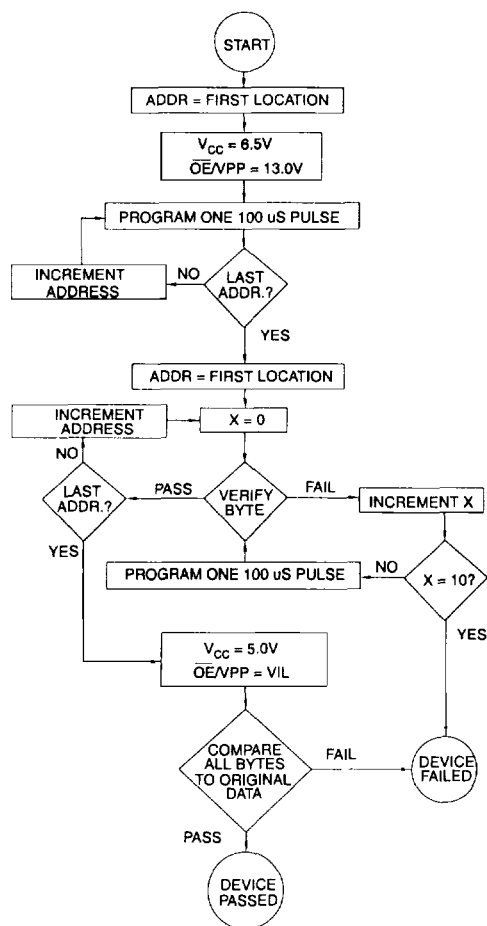 START
ADDR = FIRST LOCATION
VCC = 6.5V
OE/VPP = 13.0V
PROGRAM ONE 100 uS PULSE
INCREMENT
ADDRESS
NO
LAST
ADDR.?
YES
ADDR = FIRST LOCATION
INCREMENT
ADDRESS
X = 0
NO
LAST
ADDR.?
PASS
VERIFY
BYTE
FAIL
INCREMENT X
YES
PROGRAM ONE 100 uS PULSE
NO
X = 10?
YES
VCC = 5.0V
OE/VPP = VIL
COMPARE
ALL BYTES
TO ORIGINAL
DATA
FAIL
DEVICE
FAILED
PASS
DEVICE
PASSED